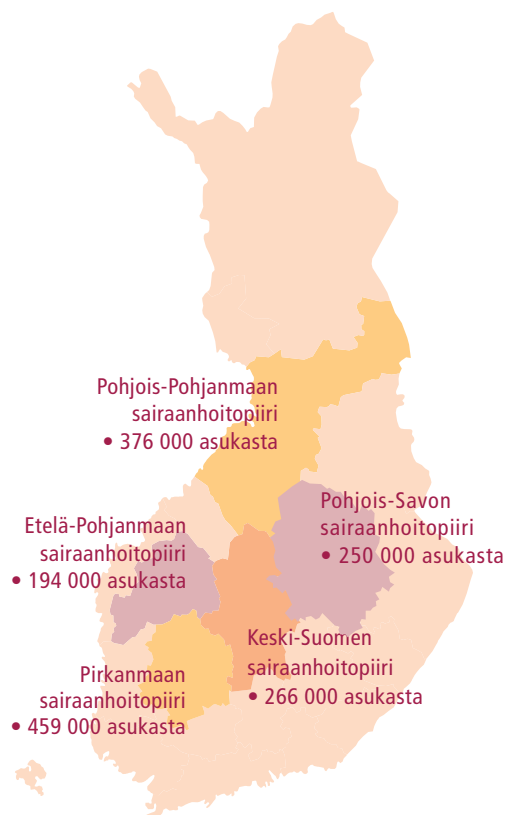 Pohjois-Pohjanmaan
sairaanhoitopiiri
• 376 000 asukasta
Pohjois-Savon
sairaanhoitopiiri
• 250 000 asukasta
Etelä-Pohjanmaan
sairaanhoitopiiri
• 194 000 asukasta
Keski-Suomen
sairaanhoitopiiri
• 266 000 asukasta
Pirkanmaan
sairaanhoitopiiri
• 459 000 asukasta